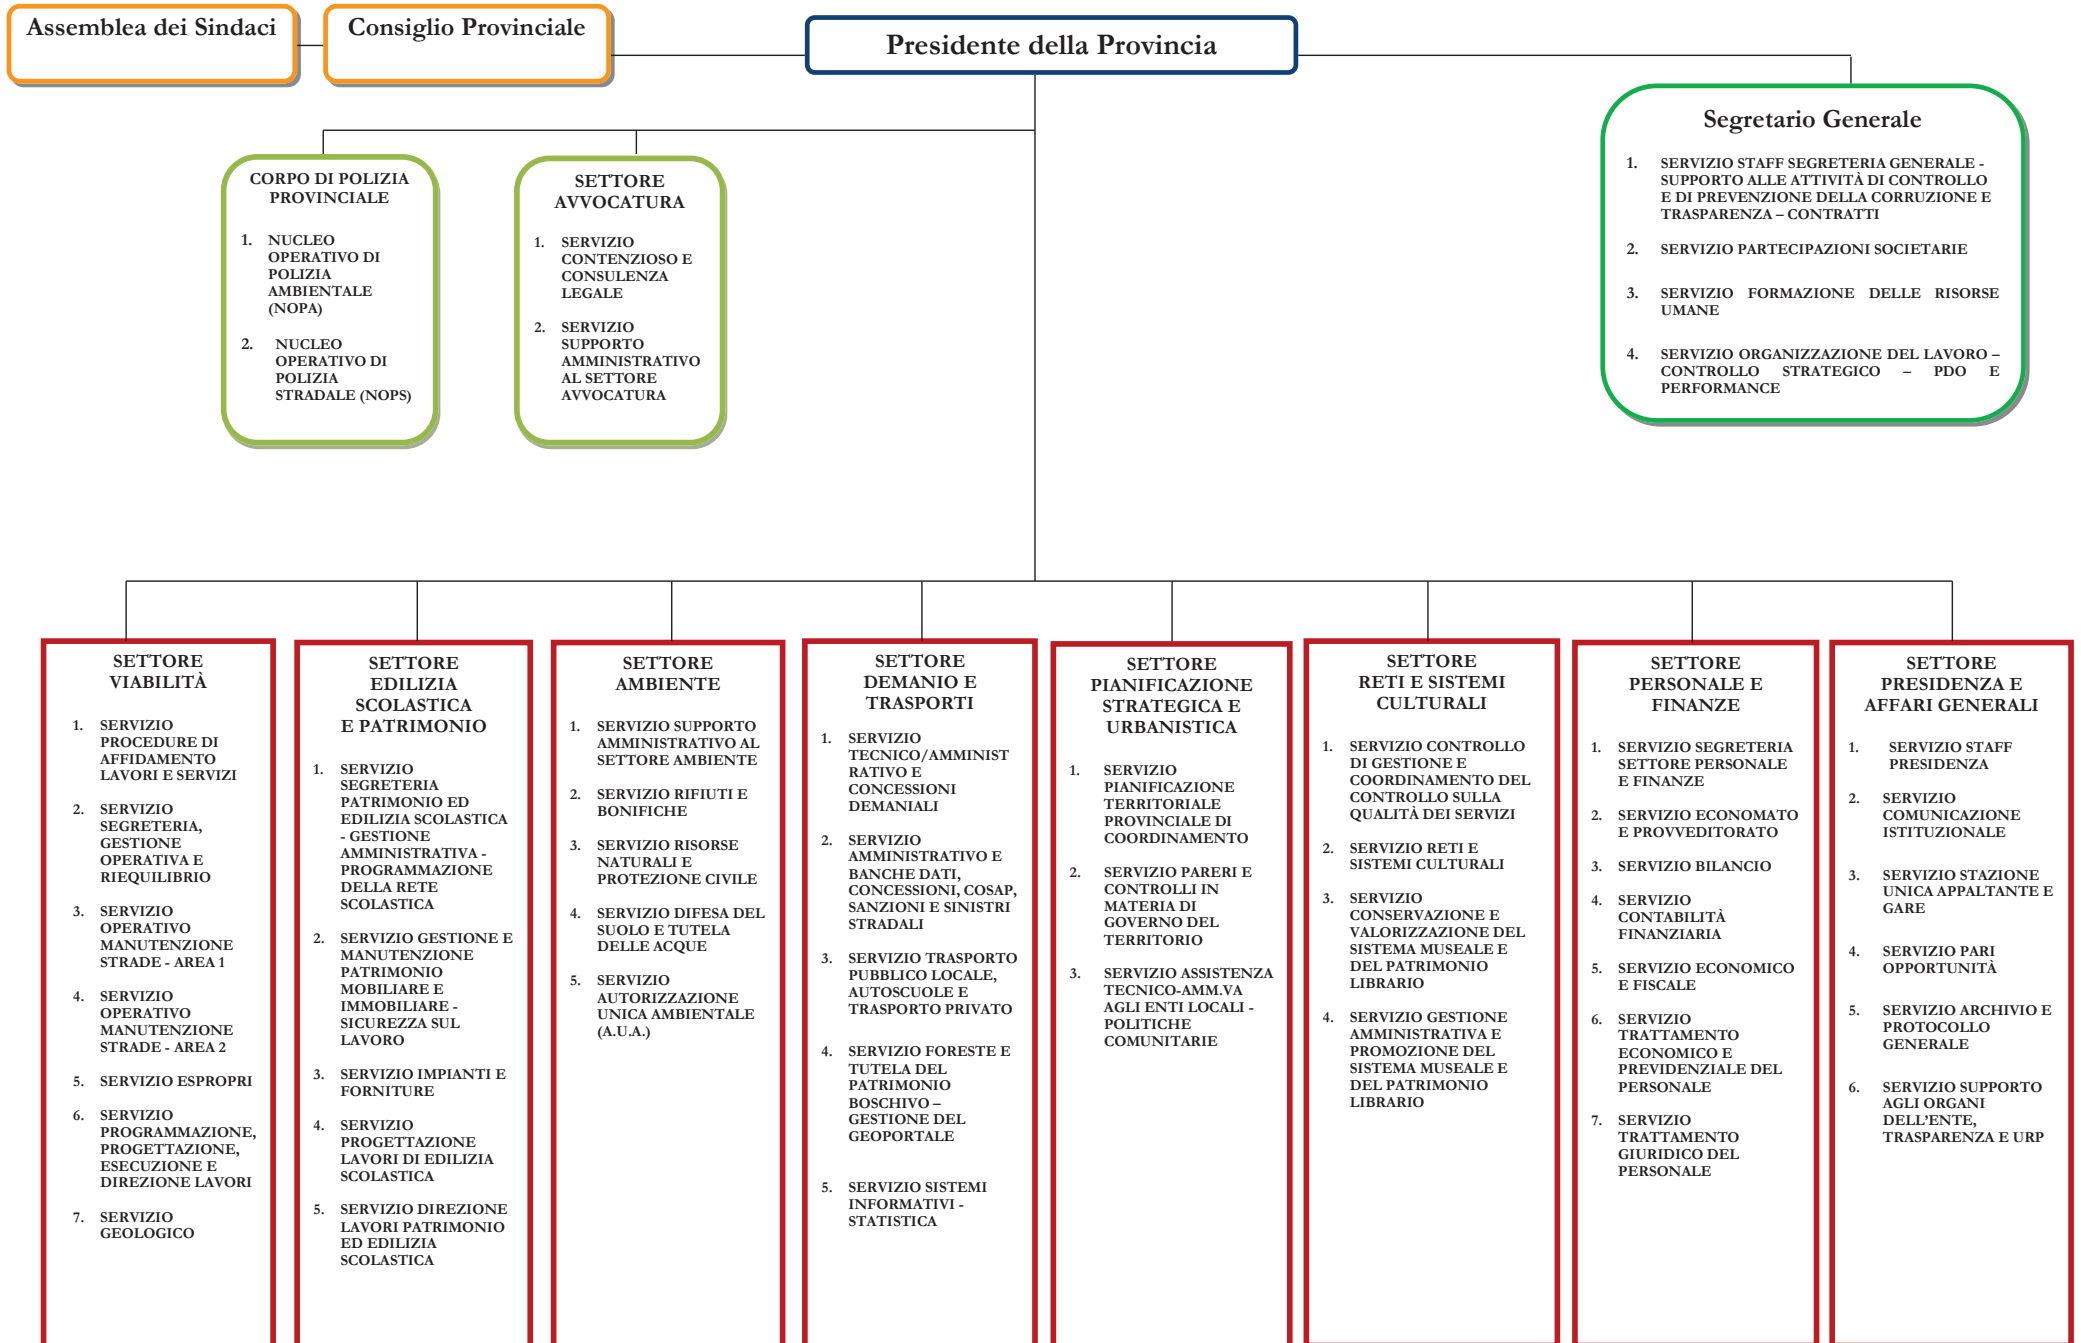 Assemblea dei Sindaci
Consiglio Provinciale
Presidente della Provincia
Segretario Generale
1. SERVIZIO STAFF SEGRETERIA GENERALE -
SUPPORTO ALLE ATTIVITÀ DI CONTROLLO
E DI PREVENZIONE DELLA CORRUZIONE E
TRASPARENZA – CONTRATTI
2. SERVIZIO PARTECIPAZIONI SOCIETARIE
3. SERVIZIO FORMAZIONE DELLE RISORSE
UMANE
4. SERVIZIO ORGANIZZAZIONE DEL LAVORO –
CONTROLLO STRATEGICO – PDO E
PERFORMANCE
CORPO DI POLIZIA
PROVINCIALE
1. NUCLEO
OPERATIVO DI
POLIZIA
AMBIENTALE
(NOPA)
2. NUCLEO
OPERATIVO DI
POLIZIA
STRADALE (NOPS)
SETTORE
AVVOCATURA
1. SERVIZIO
CONTENZIOSO E
CONSULENZA
LEGALE
2. SERVIZIO
SUPPORTO
AMMINISTRATIVO
AL SETTORE
AVVOCATURA
SETTORE
VIABILITÀ
1. SERVIZIO
PROCEDURE DI
AFFIDAMENTO
LAVORI E SERVIZI
2. SERVIZIO
SEGRETERIA,
GESTIONE
OPERATIVA E
RIEQUILIBRIO
3. SERVIZIO
OPERATIVO
MANUTENZIONE
STRADE - AREA 1
4. SERVIZIO
OPERATIVO
MANUTENZIONE
STRADE - AREA 2
5. SERVIZIO ESPROPRI
6. SERVIZIO
PROGRAMMAZIONE,
PROGETTAZIONE,
ESECUZIONE E
DIREZIONE LAVORI
7. SERVIZIO
GEOLOGICO
SETTORE
EDILIZIA
SCOLASTICA
E PATRIMONIO
1. SERVIZIO
SEGRETERIA
PATRIMONIO ED
EDILIZIA SCOLASTICA
- GESTIONE
AMMINISTRATIVA -
PROGRAMMAZIONE
DELLA RETE
SCOLASTICA
2. SERVIZIO GESTIONE E
MANUTENZIONE
PATRIMONIO
MOBILIARE E
IMMOBILIARE -
SICUREZZA SUL
LAVORO
3. SERVIZIO IMPIANTI E
FORNITURE
4. SERVIZIO
PROGETTAZIONE
LAVORI DI EDILIZIA
SCOLASTICA
5. SERVIZIO DIREZIONE
LAVORI PATRIMONIO
ED EDILIZIA
SCOLASTICA
SETTORE
AMBIENTE
1. SERVIZIO SUPPORTO
AMMINISTRATIVO AL
SETTORE AMBIENTE
2. SERVIZIO RIFIUTI E
BONIFICHE
3. SERVIZIO RISORSE
NATURALI E
PROTEZIONE CIVILE
4. SERVIZIO DIFESA DEL
SUOLO E TUTELA
DELLE ACQUE
5. SERVIZIO
AUTORIZZAZIONE
UNICA AMBIENTALE
(A.U.A.)
SETTORE
DEMANIO E
TRASPORTI
1. SERVIZIO
TECNICO/AMMINIST
RATIVO E
CONCESSIONI
DEMANIALI
2. SERVIZIO
AMMINISTRATIVO E
BANCHE DATI,
CONCESSIONI, COSAP,
SANZIONI E SINISTRI
STRADALI
3. SERVIZIO TRASPORTO
PUBBLICO LOCALE,
AUTOSCUOLE E
TRASPORTO PRIVATO
4. SERVIZIO FORESTE E
TUTELA DEL
PATRIMONIO
BOSCHIVO –
GESTIONE DEL
GEOPORTALE
5. SERVIZIO SISTEMI
INFORMATIVI -
STATISTICA
SETTORE
PIANIFICAZIONE
STRATEGICA E
URBANISTICA
1. SERVIZIO
PIANIFICAZIONE
TERRITORIALE
PROVINCIALE DI
COORDINAMENTO
2. SERVIZIO PARERI E
CONTROLLI IN
MATERIA DI
GOVERNO DEL
TERRITORIO
3. SERVIZIO ASSISTENZA
TECNICO-AMM.VA
AGLI ENTI LOCALI -
POLITICHE
COMUNITARIE
SETTORE
RETI E SISTEMI
CULTURALI
1. SERVIZIO CONTROLLO
DI GESTIONE E
COORDINAMENTO DEL
CONTROLLO SULLA
QUALITÀ DEI SERVIZI
2. SERVIZIO RETI E
SISTEMI CULTURALI
3. SERVIZIO
CONSERVAZIONE E
VALORIZZAZIONE DEL
SISTEMA MUSEALE E
DEL PATRIMONIO
LIBRARIO
4. SERVIZIO GESTIONE
AMMINISTRATIVA E
PROMOZIONE DEL
SISTEMA MUSEALE E
DEL PATRIMONIO
LIBRARIO
SETTORE
PERSONALE E
FINANZE
1. SERVIZIO SEGRETERIA
SETTORE PERSONALE
E FINANZE
2. SERVIZIO ECONOMATO
E PROVVEDITORATO
3. SERVIZIO BILANCIO
4. SERVIZIO
CONTABILITÀ
FINANZIARIA
5. SERVIZIO ECONOMICO
E FISCALE
6. SERVIZIO
TRATTAMENTO
ECONOMICO E
PREVIDENZIALE DEL
PERSONALE
7. SERVIZIO
TRATTAMENTO
GIURIDICO DEL
PERSONALE
SETTORE
PRESIDENZA E
AFFARI GENERALI
1. SERVIZIO STAFF
PRESIDENZA
2. SERVIZIO
COMUNICAZIONE
ISTITUZIONALE
3. SERVIZIO STAZIONE
UNICA APPALTANTE E
GARE
4. SERVIZIO PARI
OPPORTUNITÀ
5. SERVIZIO ARCHIVIO E
PROTOCOLLO
GENERALE
6. SERVIZIO SUPPORTO
AGLI ORGANI
DELL'ENTE,
TRASPARENZA E URP